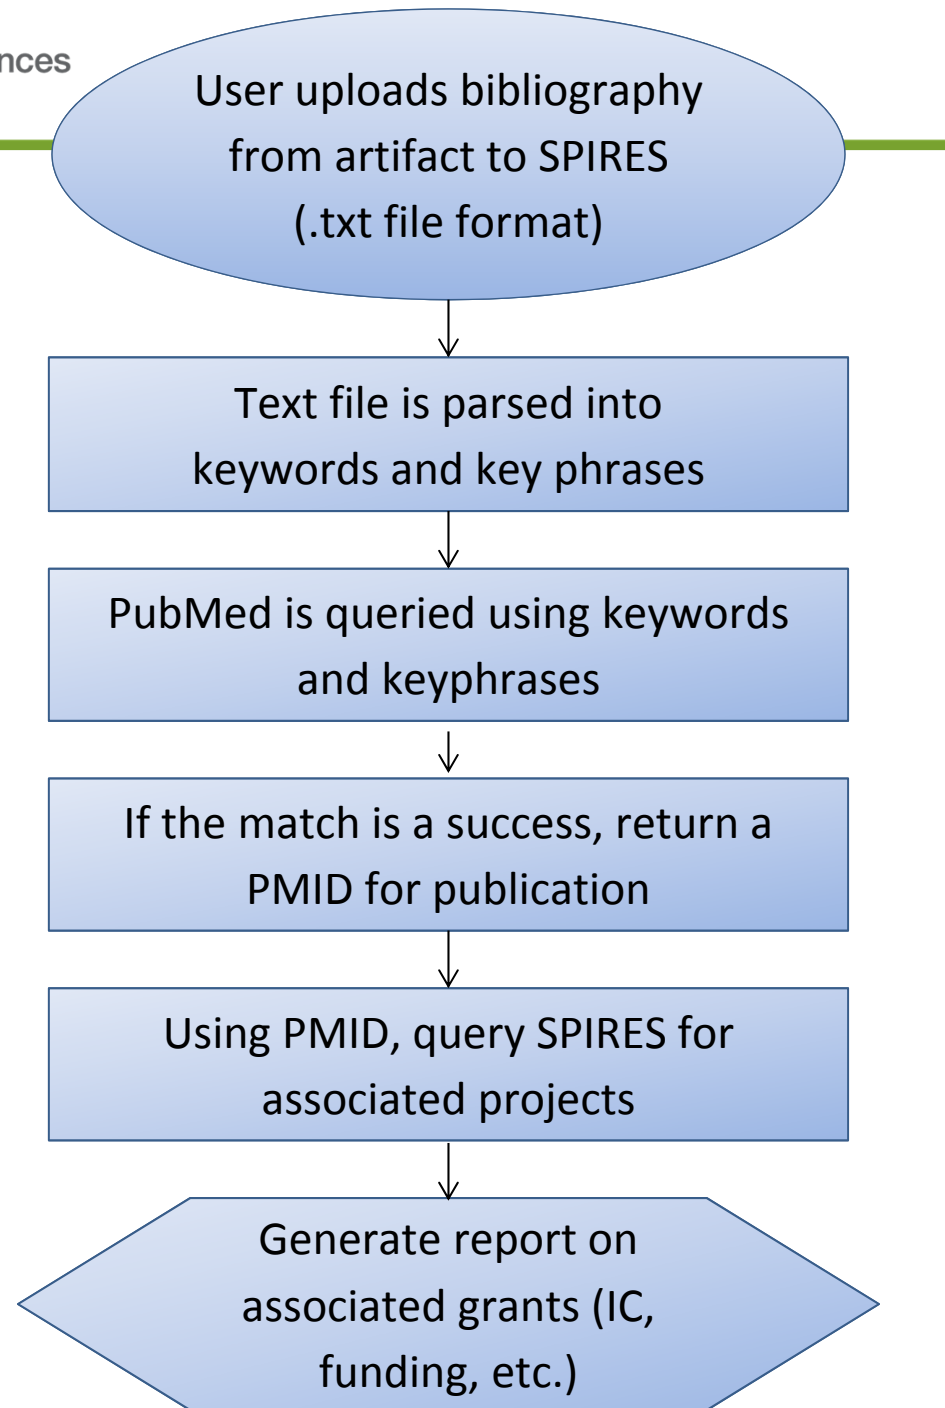 User uploads bibliography
from artifact to SPIRES
(.txt file format)
Text file is parsed into
keywords and key phrases
PubMed is queried using keywords
and keyphrases
If the match is a success, return a
PMID for publication
Using PMID, query SPIRES for
associated projects
Generate report on
associated grants (IC,
funding, etc.)